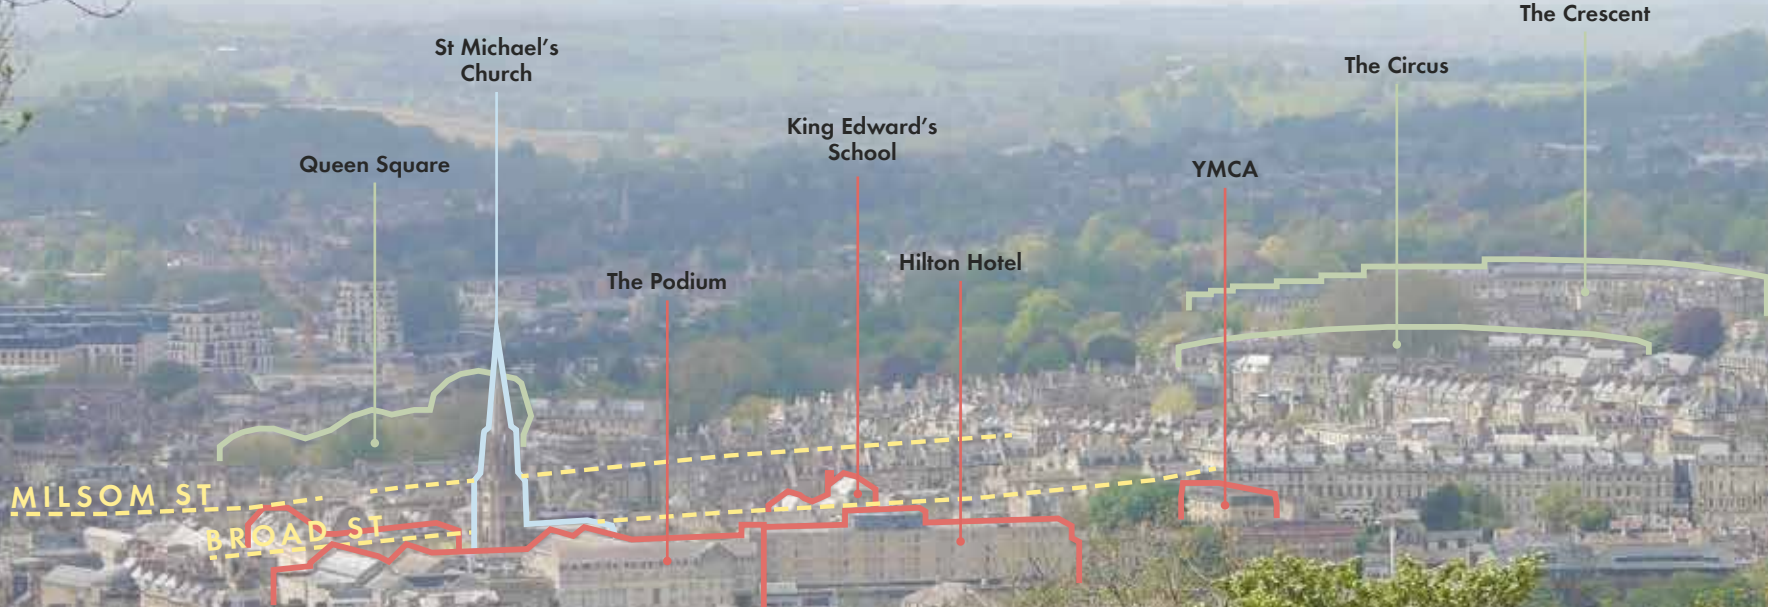 The Crescent
St Michael's
Church
The Circus
King Edward's
School
Queen Square
YMCA
Hilton Hotel
The Podium
MILSOM ST
BROAD ST